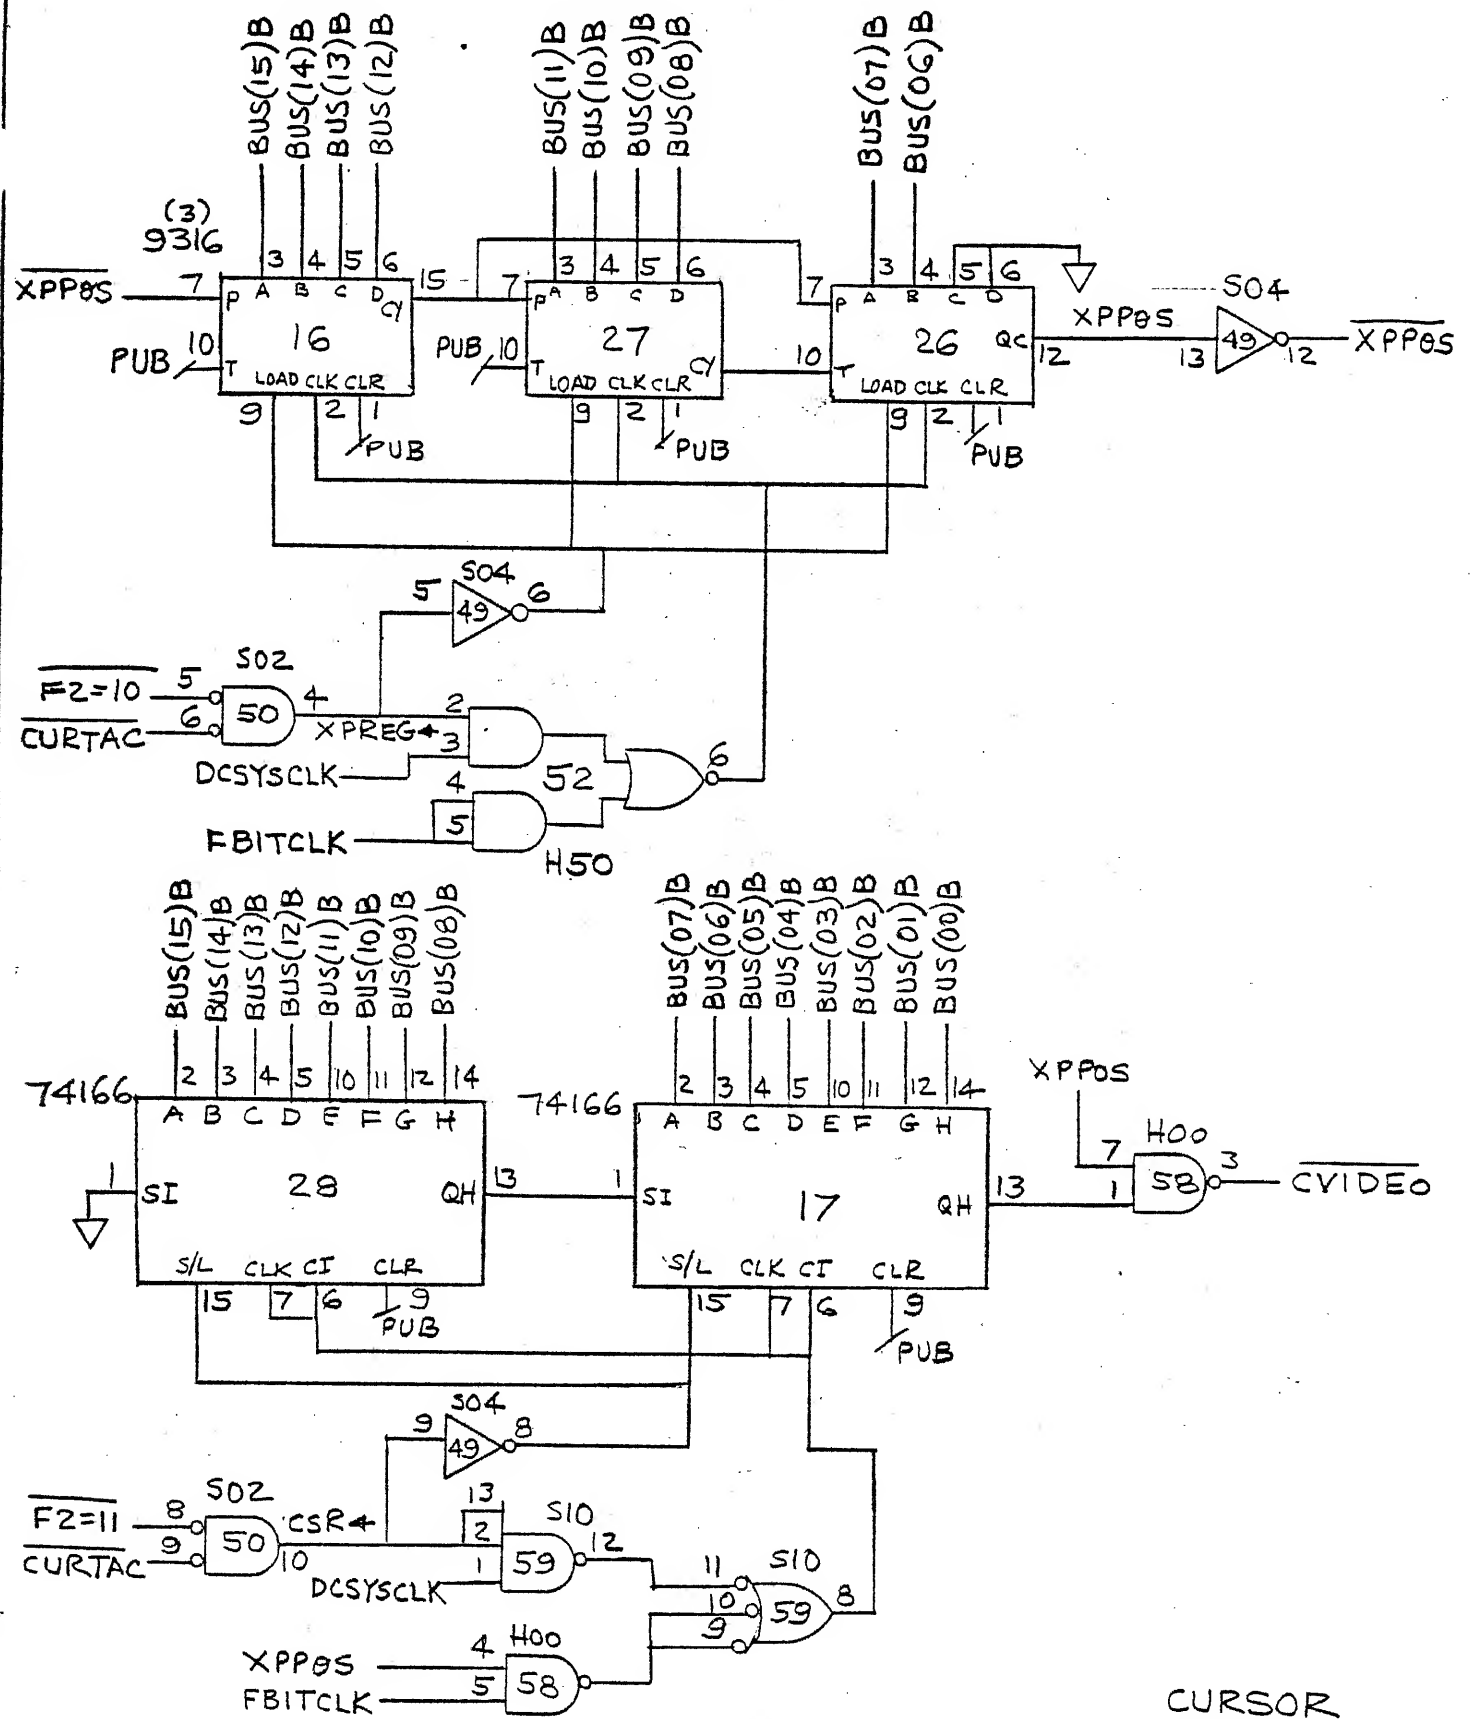 BUS(15)B
BUS(14)B
BUS(13)B
BUS(12)B
BUS(11)B
BUS(10)B
BUS(09)B
BUS(08)B
BUS(07)B
BUS(06)B
(3)
9316
3 4 5 6
3 4 5 6
3 4 5 6
XPPOS 7 P A B C D CY 15
7 P A B C D
7 P A B C D
S04
16
27
26
XPPOS
QC 12
13 49 12 XPPOS
PUB 10 T
PUB 10 T CY
10 T
LOAD CLK CLR
LOAD CLK CLR
LOAD CLK CLR
9 2 1
9 2 1
9 2 1
PUB
PUB
PUB
S04
5 49 6
S02
F2=10 5
50 4
CURTAC 6
XPREG←
2
3
DCSYSCLK
52
6
4
5
FBITCLK
H50
BUS(15)B
BUS(14)B
BUS(13)B
BUS(12)B
BUS(11)B
BUS(10)B
BUS(09)B
BUS(08)B
BUS(07)B
BUS(06)B
BUS(05)B
BUS(04)B
BUS(03)B
BUS(02)B
BUS(01)B
BUS(00)B
74166 2 3 4 5 10 11 12 14
74166 2 3 4 5 10 11 12 14
XPPOS
A B C D E F G H
A B C D E F G H
H00
1 SI 28 QH 13
1 SI 17 QH 13
7
1 58 3 CVIDEO
S/L CLK CI CLR
S/L CLK CI CLR
15 7 6 9
15 7 6 9
PUB
PUB
S04
9 49 8
S02
F2=11 8
50 10
CURTAC 9
CSR←
13
2
1
S10
59 12
DCSYSCLK
S10
11
10
9
59 8
H00
XPPOS 4
FBITCLK 5
58
CURSOR